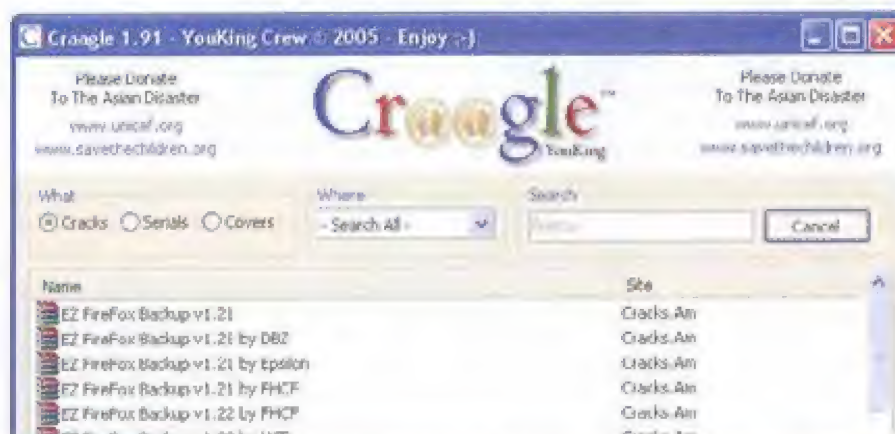 Craagle 1.91 - YouKing Crew © 2005 - Enjoy :-)
Please Donate
To The Asian Disaster
www.unicef.org
www.savethechildren.org
Cr@@gle™
YouKing
Please Donate
To The Asian Disaster
www.unicef.org
www.savethechildren.org
What
Cracks Serials Covers
Where
- Search All -
Search
Cancel
Name Site
EZ FireFox Backup v1.21 Cracks.Am
EZ FireFox Backup v1.21 by DBZ Cracks.Am
EZ FireFox Backup v1.21 by Epsilon Cracks.Am
EZ FireFox Backup v1.21 by FHCF Cracks.Am
EZ FireFox Backup v1.22 by FHCF Cracks.Am